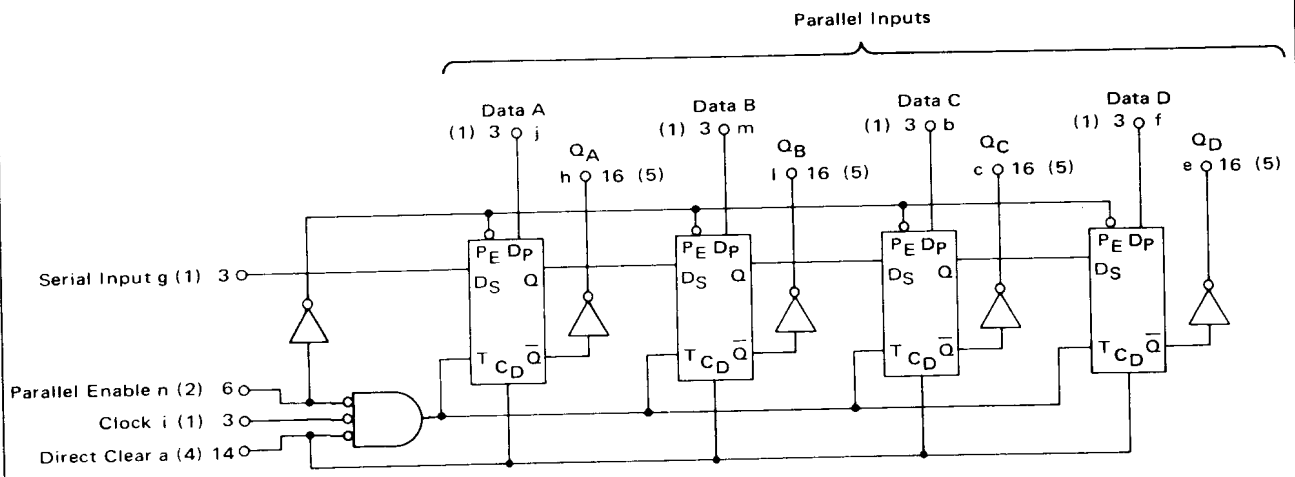 Parallel Inputs
Data A
(1) 3 j
Data B
(1) 3 m
Data C
(1) 3 b
Data D
(1) 3 f
QA
h 16 (5)
QB
l 16 (5)
QC
c 16 (5)
QD
e 16 (5)
PE DP
DS Q
T CD Q̅
PE DP
DS Q
T CD Q̅
PE DP
DS Q
T CD Q̅
PE DP
DS Q
T CD Q̅
Serial Input g (1) 3
Parallel Enable n (2) 6
Clock i (1) 3
Direct Clear a (4) 14